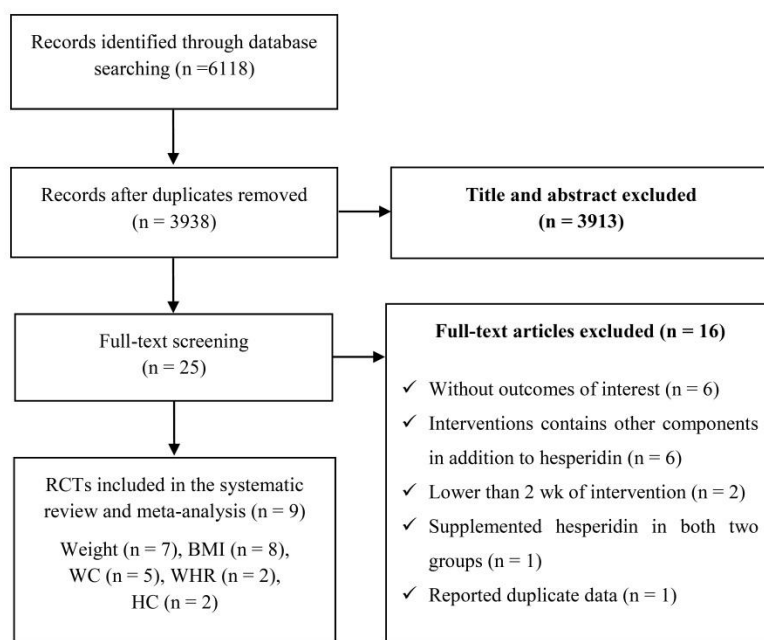 Records identified through database
searching (n =6118)
Records after duplicates removed
(n = 3938)
Title and abstract excluded
(n = 3913)
Full-text screening
(n = 25)
Full-text articles excluded (n = 16)
✓ Without outcomes of interest (n = 6)
✓ Interventions contains other components
in addition to hesperidin (n = 6)
✓ Lower than 2 wk of intervention (n = 2)
✓ Supplemented hesperidin in both two
groups (n = 1)
✓ Reported duplicate data (n = 1)
RCTs included in the systematic
review and meta-analysis (n = 9)
Weight (n = 7), BMI (n = 8),
WC (n = 5), WHR (n = 2),
HC (n = 2)